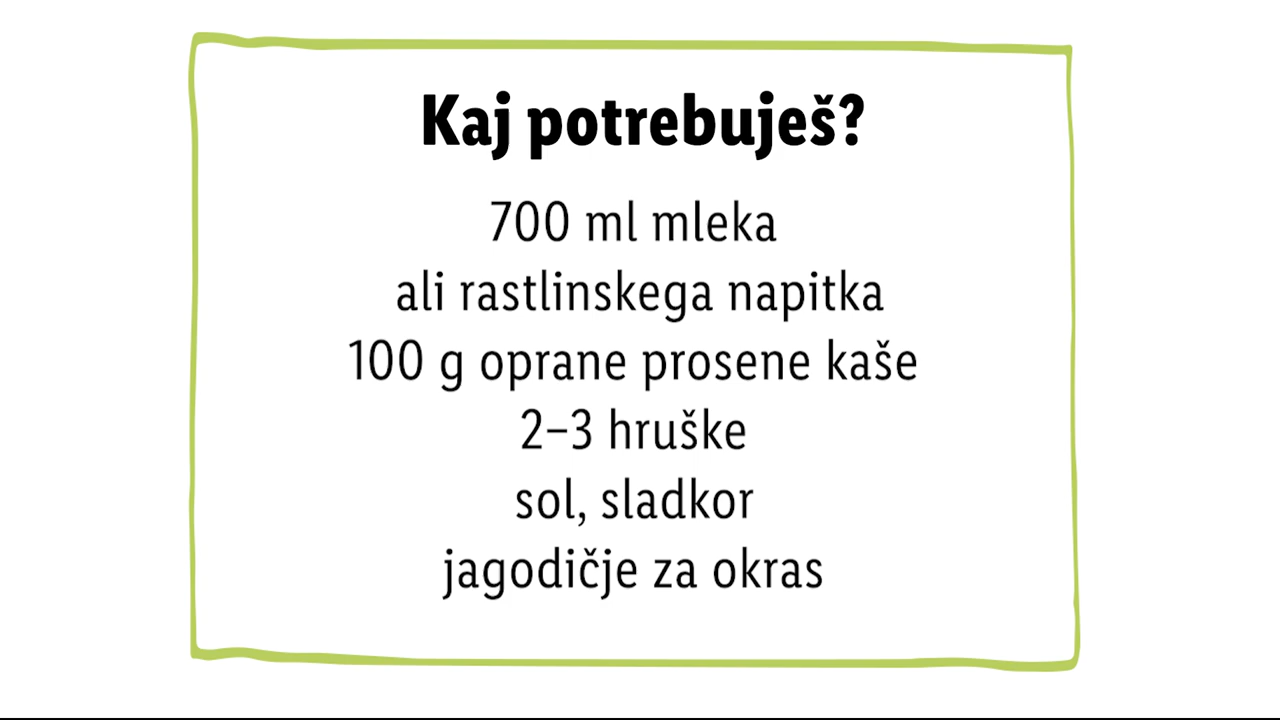 Kaj potrebuješ?
700 ml mleka
ali rastlinskega napitka
100 g oprane prosene kaše
2–3 hruške
sol, sladkor
jagodičje za okras